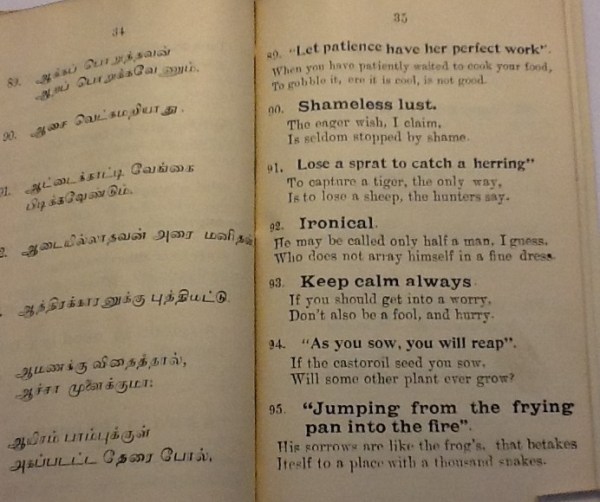 34
89. ஆக்கப் பொறுத்தவன்
ஆறப் பொறுக்கவேணும்.
90. ஆசை வெட்கமறியாது.
91. ஆட்டைக்காட்டி வேங்கை
பிடிக்கவேண்டும்.
2. ஆடையில்லாதவன் அரை மனிதன்
ஆத்திரக்காரனுக்கு புத்திமட்டு.
ஆமணக்கு விதைத்தால்,
ஆச்சா முளைக்குமா:
ஆயிரம் பாம்புக்குள்
அகப்படட்ட தேரை போல்,
35
89. "Let patience have her perfect work".
When you have patiently waited to cook your food,
To gobble it, ere it is cool, is not good.
90. Shameless lust.
The eager wish, I claim,
Is seldom stopped by shame.
91. Lose a sprat to catch a herring"
To capture a tiger, the only way,
Is to lose a sheep, the hunters say.
92. Ironical.
He may be called only half a man, I guess,
Who does not array himself in a fine dress.
93. Keep calm always.
If you should get into a worry,
Don't also be a fool, and hurry.
94. "As you sow, you will reap".
If the castoroil seed you sow,
Will some other plant ever grow?
95. "Jumping from the frying
pan into the fire".
His sorrows are like the frog's, that betakes
Itself to a place with a thousand snakes.